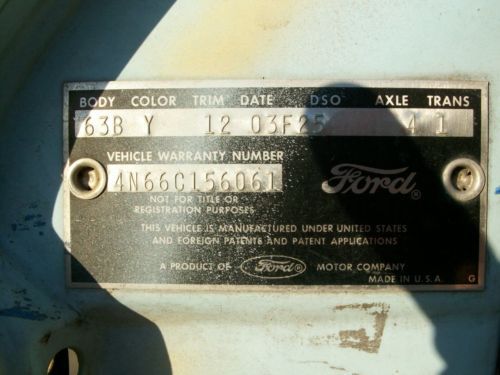 BODY COLOR TRIM DATE DSO AXLE TRANS
63B Y 12 03F25 4 1
VEHICLE WARRANTY NUMBER
4N66C156061
Ford ®
NOT FOR TITLE OR
REGISTRATION PURPOSES
THIS VEHICLE IS MANUFACTURED UNDER UNITED STATES
AND FOREIGN PATENTS AND PATENT APPLICATIONS
A PRODUCT OF Ford ® MOTOR COMPANY
MADE IN U.S.A. G